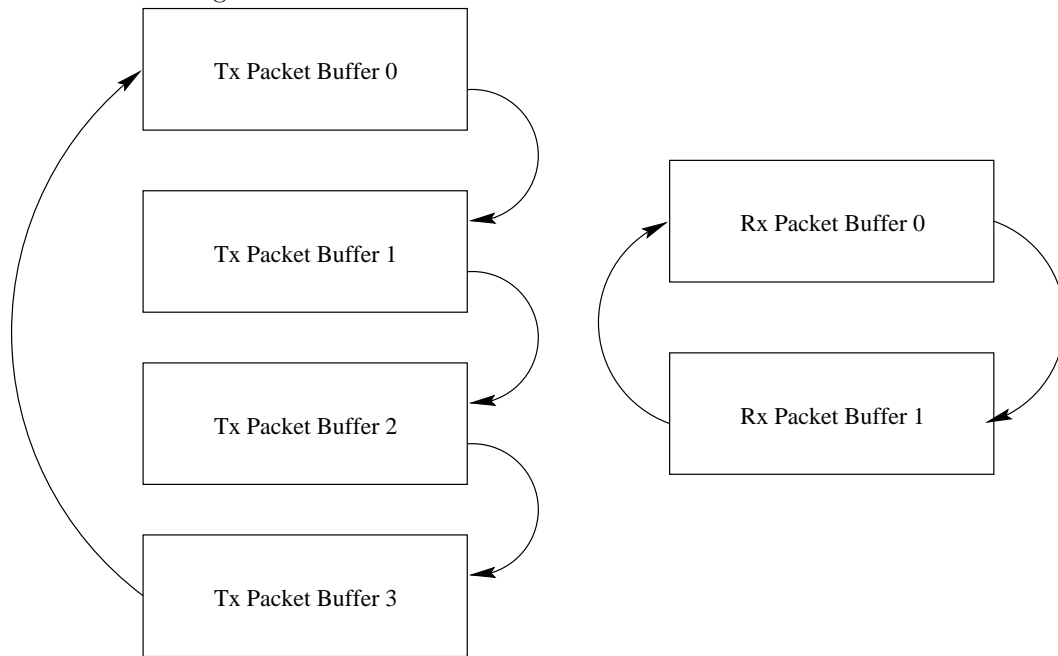 Tx Packet Buffer 0
Tx Packet Buffer 1
Rx Packet Buffer 0
Tx Packet Buffer 2
Rx Packet Buffer 1
Tx Packet Buffer 3